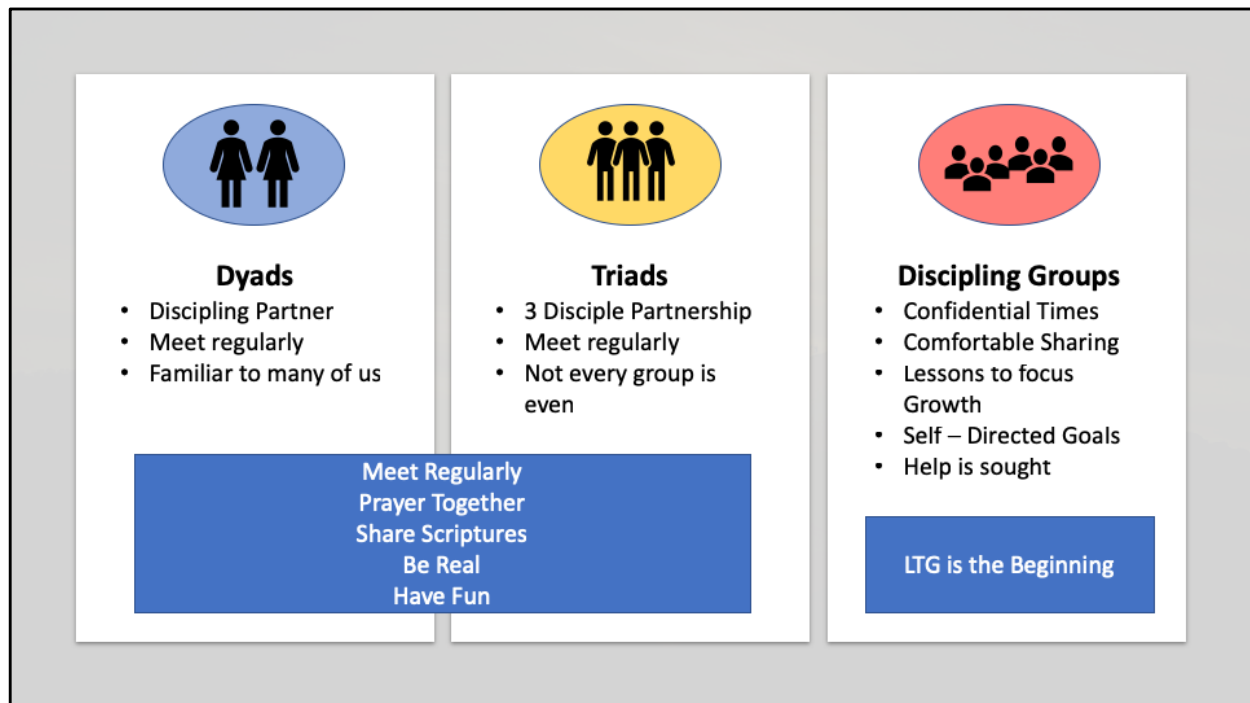 Dyads
• Discipling Partner
• Meet regularly
• Familiar to many of us
Triads
• 3 Disciple Partnership
• Meet regularly
• Not every group is
even
Meet Regularly
Prayer Together
Share Scriptures
Be Real
Have Fun
Discipling Groups
• Confidential Times
• Comfortable Sharing
• Lessons to focus
Growth
• Self – Directed Goals
• Help is sought
LTG is the Beginning